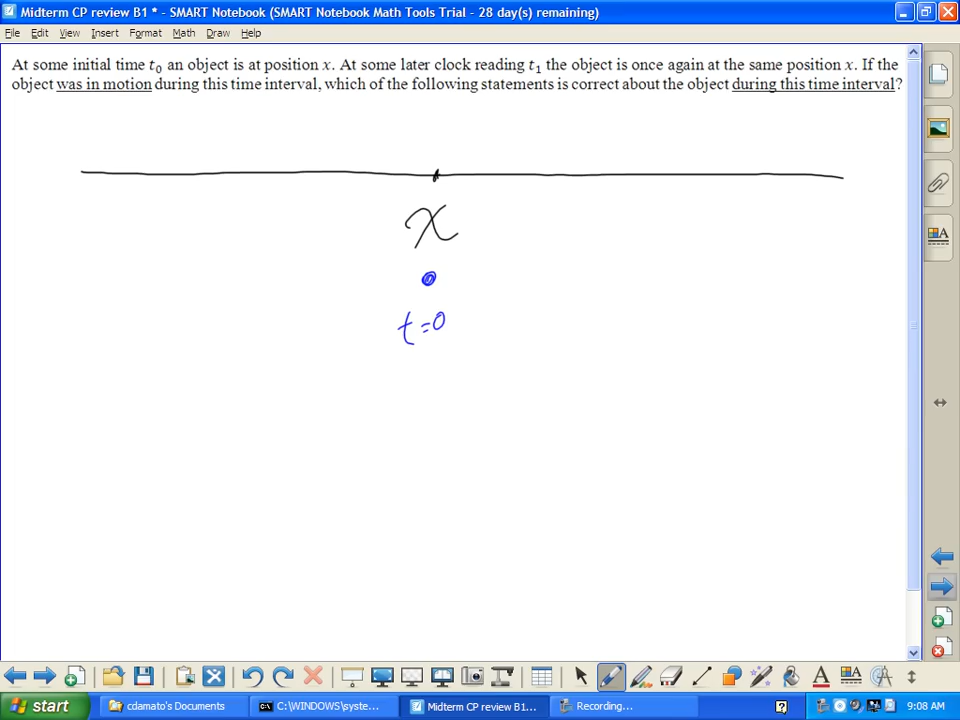 Midterm CP review B1 * - SMART Notebook (SMART Notebook Math Tools Trial - 28 day(s) remaining)
File Edit View Insert Format Math Draw Help
At some initial time t₀ an object is at position x. At some later clock reading t₁ the object is once again at the same position x. If the
object was in motion during this time interval, which of the following statements is correct about the object during this time interval?
x
t=0
start cdamato's Documents C:\WINDOWS\syste... Midterm CP review B1... Recording... 9:08 AM